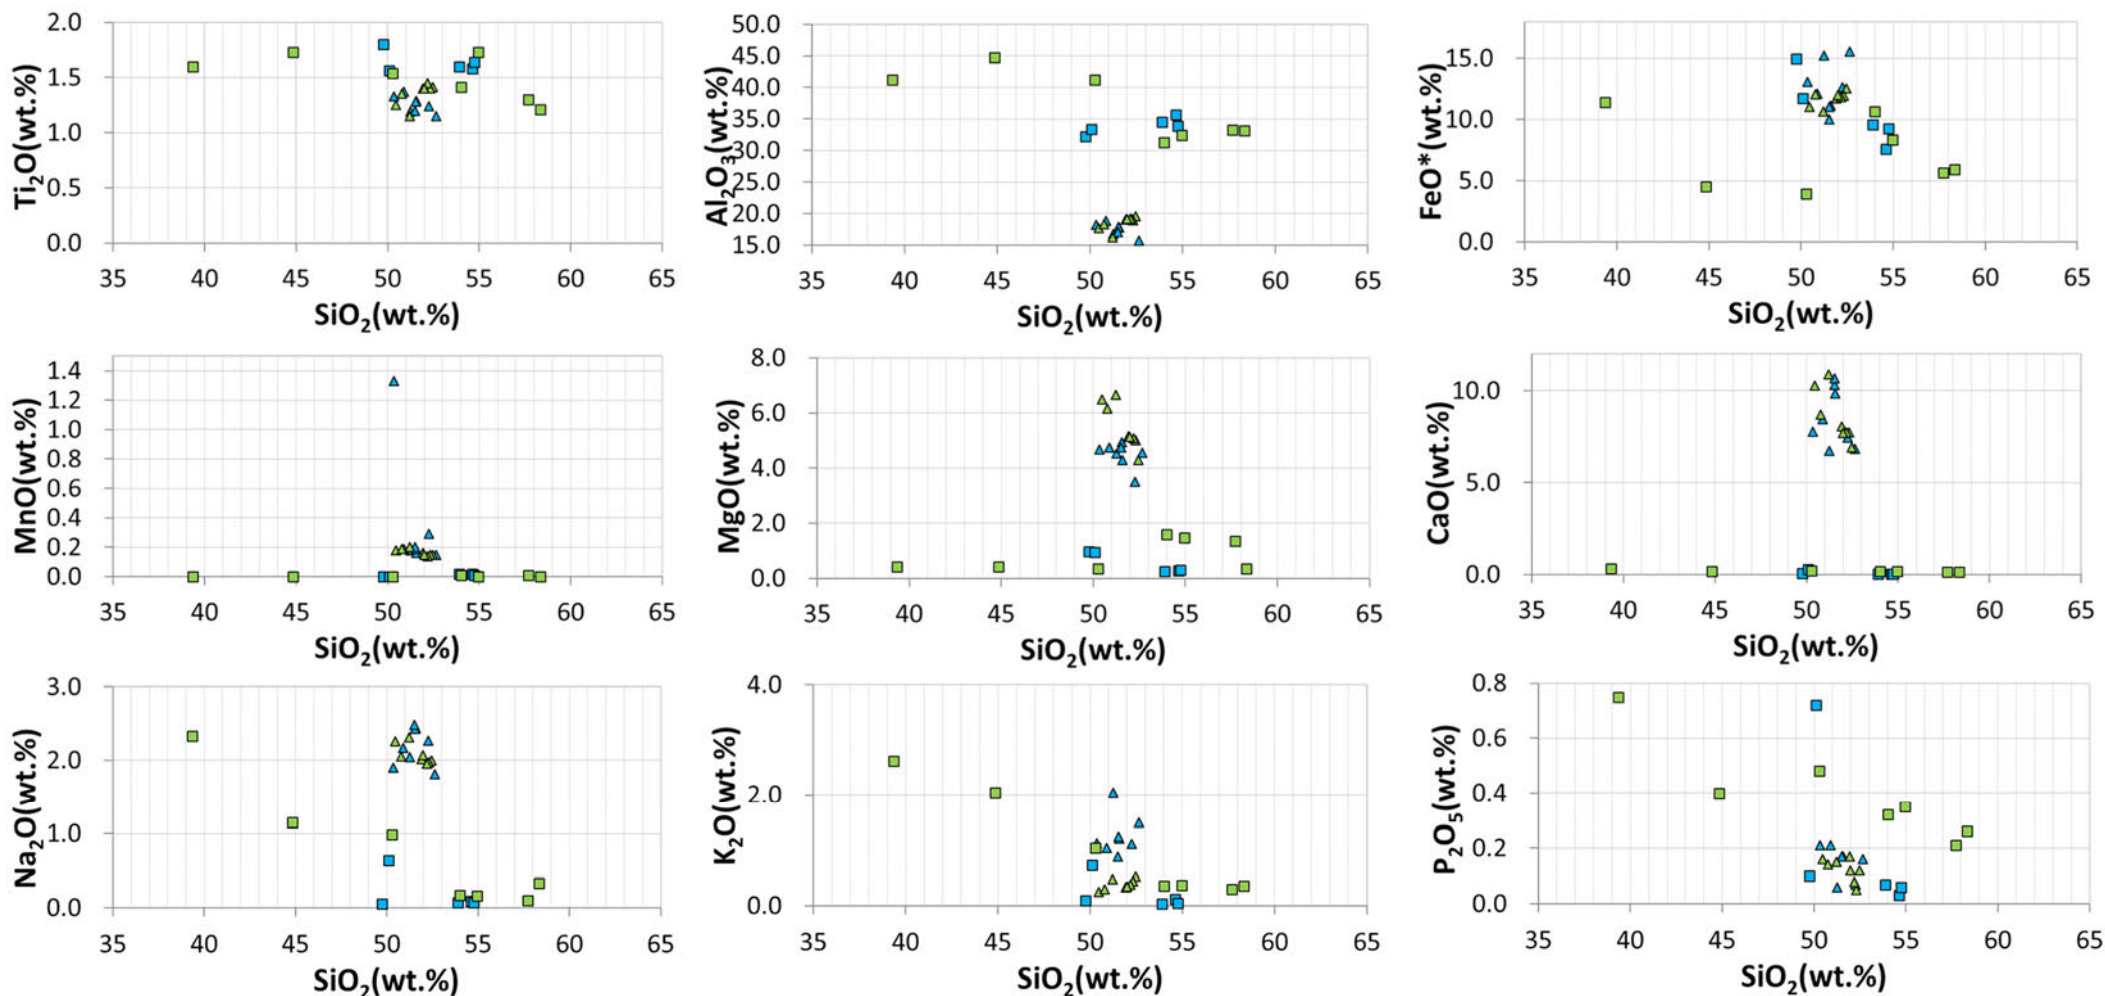 Ti₂O(wt.%)
2.0
1.5
1.0
0.5
0.0
35 40 45 50 55 60 65
SiO₂(wt.%)
Al₂O₃(wt.%)
50.0
45.0
40.0
35.0
30.0
25.0
20.0
15.0
35 40 45 50 55 60 65
SiO₂(wt.%)
FeO*(wt.%)
15.0
10.0
5.0
0.0
35 40 45 50 55 60 65
SiO₂(wt.%)
MnO(wt.%)
1.4
1.2
1.0
0.8
0.6
0.4
0.2
0.0
35 40 45 50 55 60 65
SiO₂(wt.%)
MgO(wt.%)
8.0
6.0
4.0
2.0
0.0
35 40 45 50 55 60 65
SiO₂(wt.%)
CaO(wt.%)
10.0
5.0
0.0
35 40 45 50 55 60 65
SiO₂(wt.%)
Na₂O(wt.%)
3.0
2.0
1.0
0.0
35 40 45 50 55 60 65
SiO₂(wt.%)
K₂O(wt.%)
4.0
2.0
0.0
35 40 45 50 55 60 65
SiO₂(wt.%)
P₂O₅(wt.%)
0.8
0.6
0.4
0.2
0.0
35 40 45 50 55 60 65
SiO₂(wt.%)